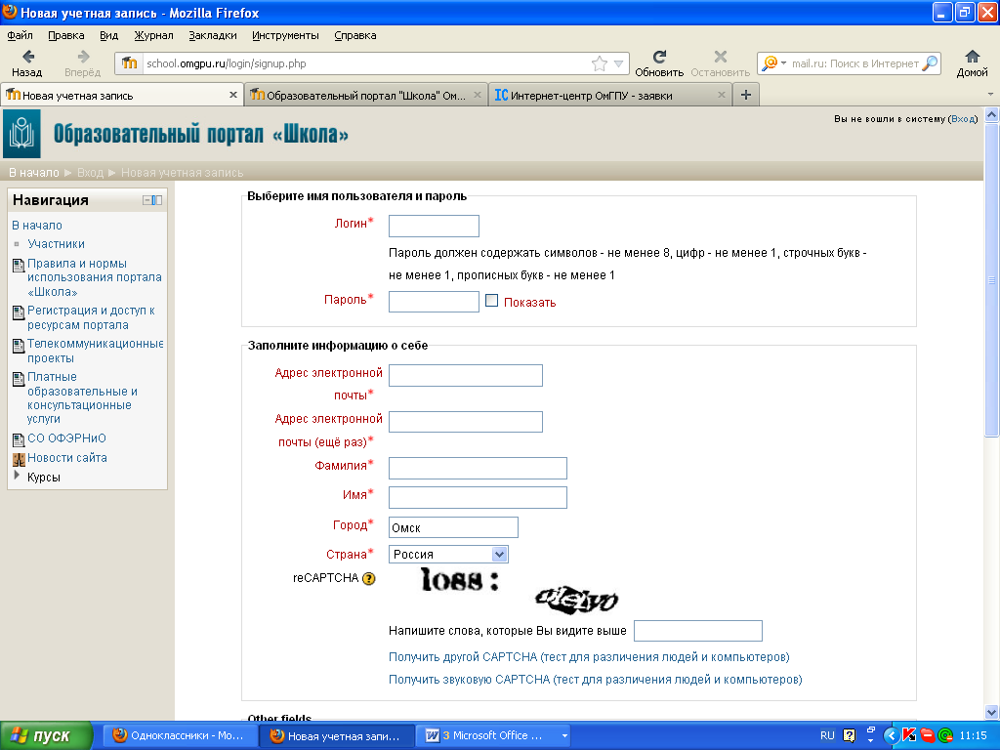 Новая учетная запись - Mozilla Firefox
Файл Правка Вид Журнал Закладки Инструменты Справка
Назад Вперёд school.omgpu.ru/login/signup.php Обновить Остановить mail.ru: Поиск в Интернет Домой
Новая учетная запись Образовательный портал "Школа" Ом... Интернет-центр ОмГПУ - заявки
Образовательный портал «Школа»
Вы не вошли в систему (Вход)
В начало ► Вход ► Новая учетная запись
Навигация
В начало
Участники
Правила и нормы
использования портала
«Школа»
Регистрация и доступ к
ресурсам портала
Телекоммуникационные
проекты
Платные
образовательные и
консультационные
услуги
СО ОФЭРНиО
Новости сайта
Курсы
Выберите имя пользователя и пароль
Логин*
Пароль должен содержать символов - не менее 8, цифр - не менее 1, строчных букв -
не менее 1, прописных букв - не менее 1
Пароль* Показать
Заполните информацию о себе
Адрес электронной
почты*
Адрес электронной
почты (ещё раз)*
Фамилия*
Имя*
Город* Омск
Страна* Россия
reCAPTCHA loss:
Напишите слова, которые Вы видите выше
Получить другой CAPTCHA (тест для различения людей и компьютеров)
Получить звуковую CAPTCHA (тест для различения людей и компьютеров)
Other fields
пуск Одноклассники - Mo... Новая учетная запи... 3 Microsoft Office ... RU 11:15